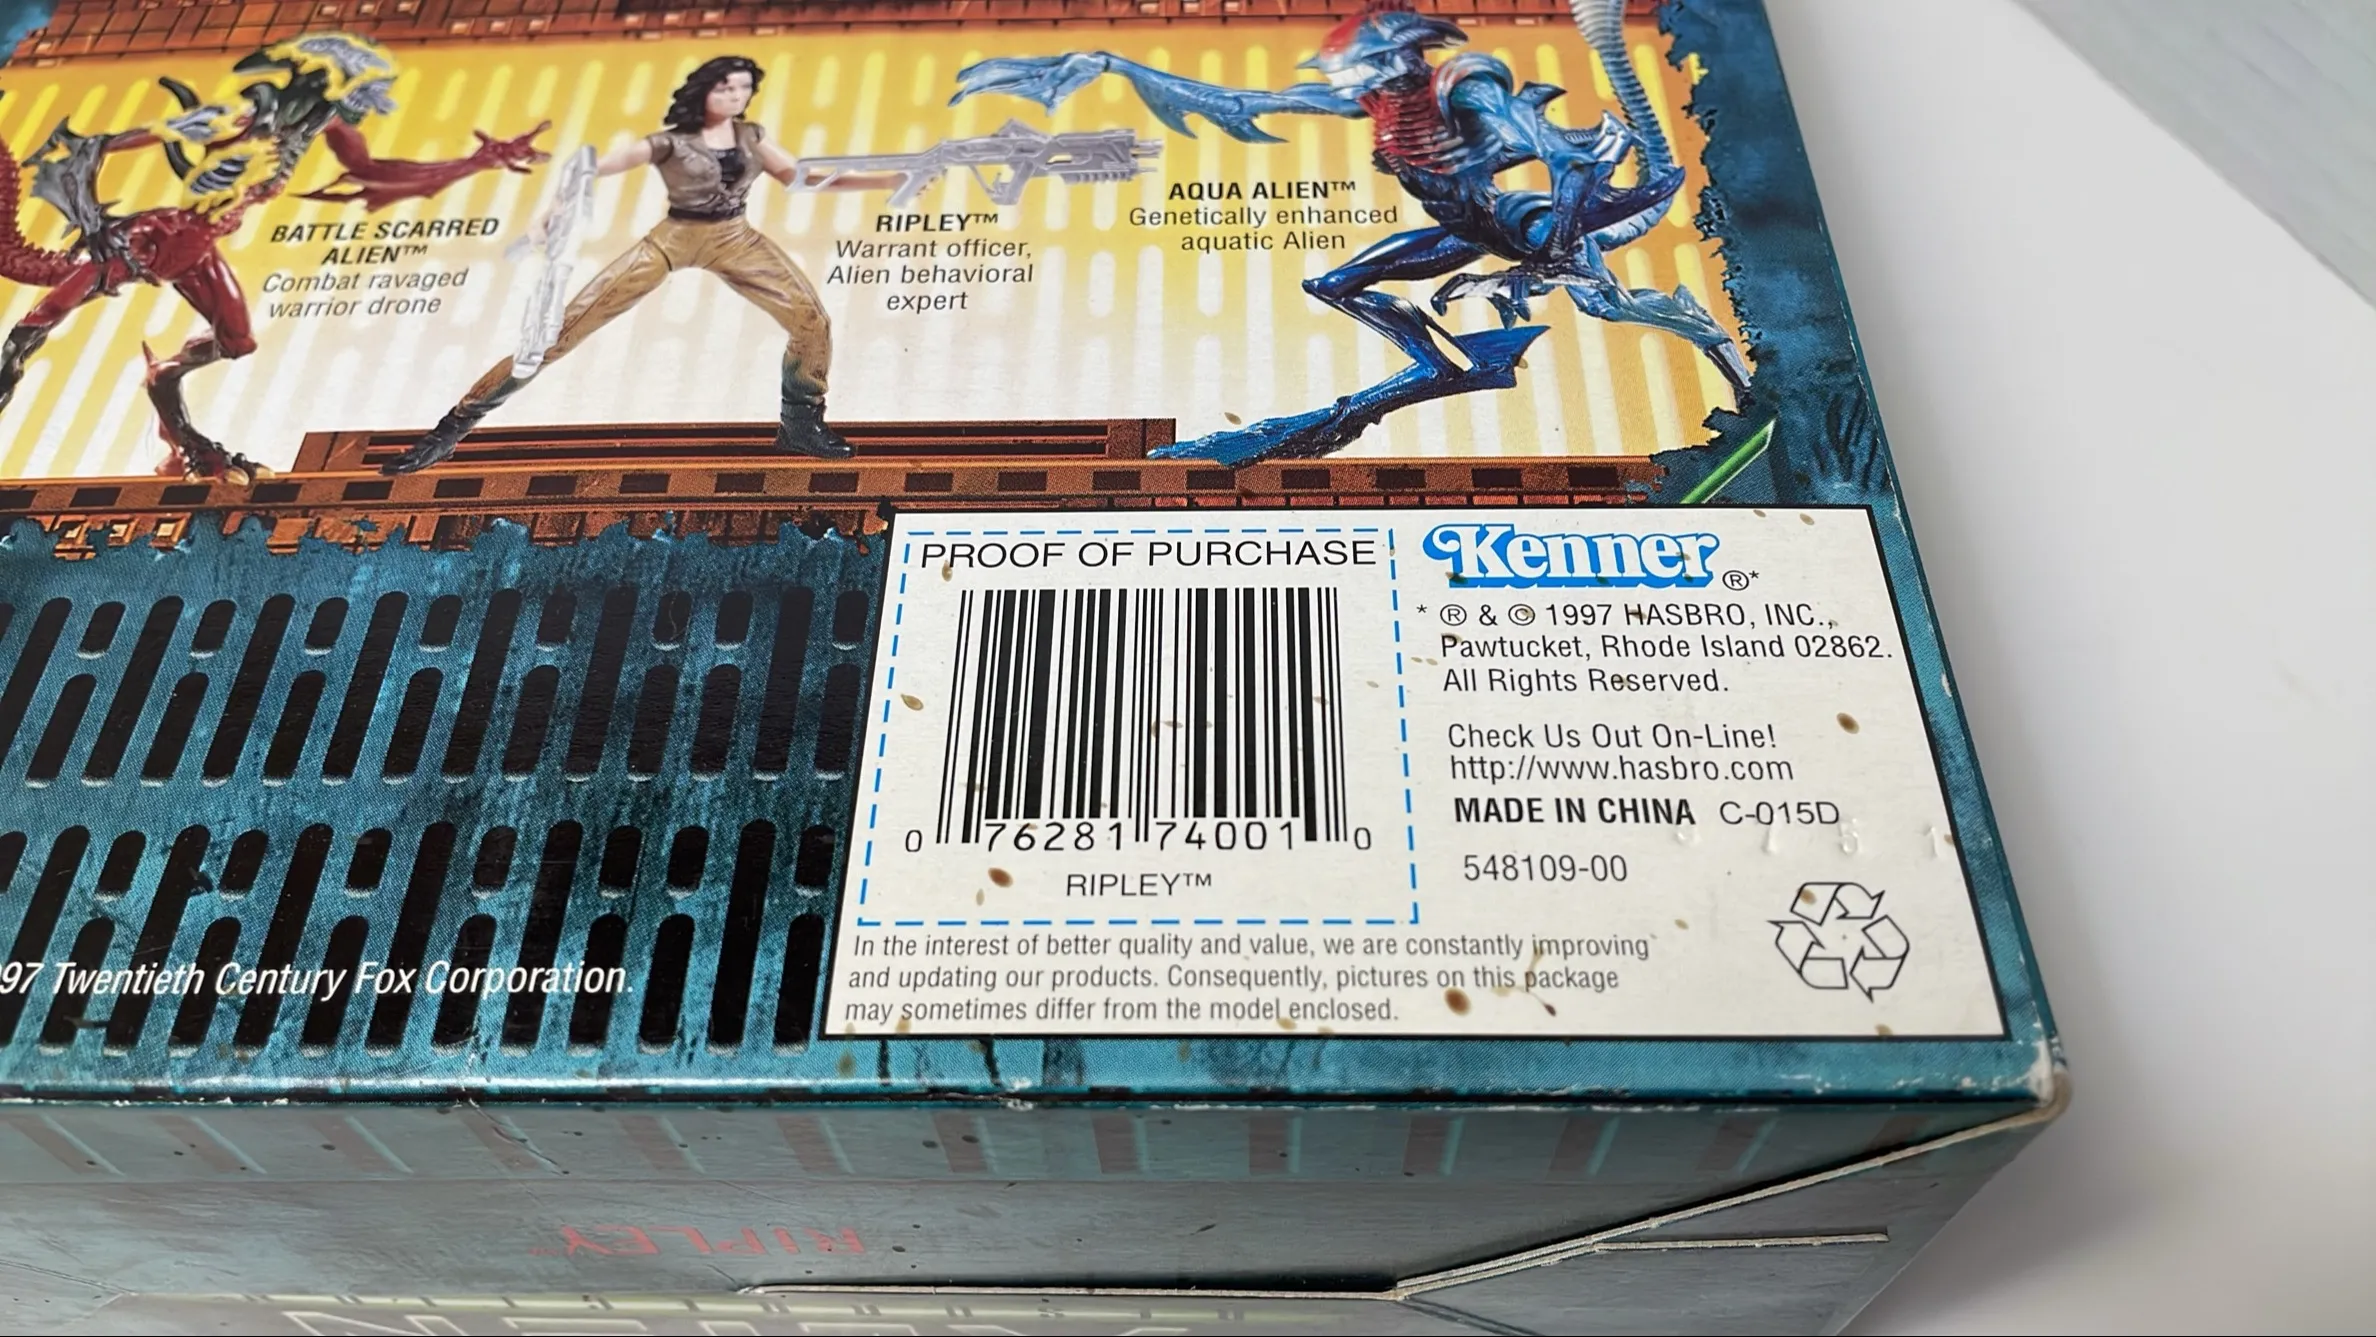 BATTLE SCARRED
ALIEN™
Combat ravaged
warrior drone
RIPLEY™
Warrant officer,
Alien behavioral
expert
AQUA ALIEN™
Genetically enhanced
aquatic Alien
PROOF OF PURCHASE
0 76281 74001 0
RIPLEY™
Kenner ®*
* ® & © 1997 HASBRO, INC.,
Pawtucket, Rhode Island 02862.
All Rights Reserved.
Check Us Out On-Line!
http://www.hasbro.com
MADE IN CHINA C-015D
548109-00
In the interest of better quality and value, we are constantly improving
and updating our products. Consequently, pictures on this package
may sometimes differ from the model enclosed.
97 Twentieth Century Fox Corporation.
RIPLEY